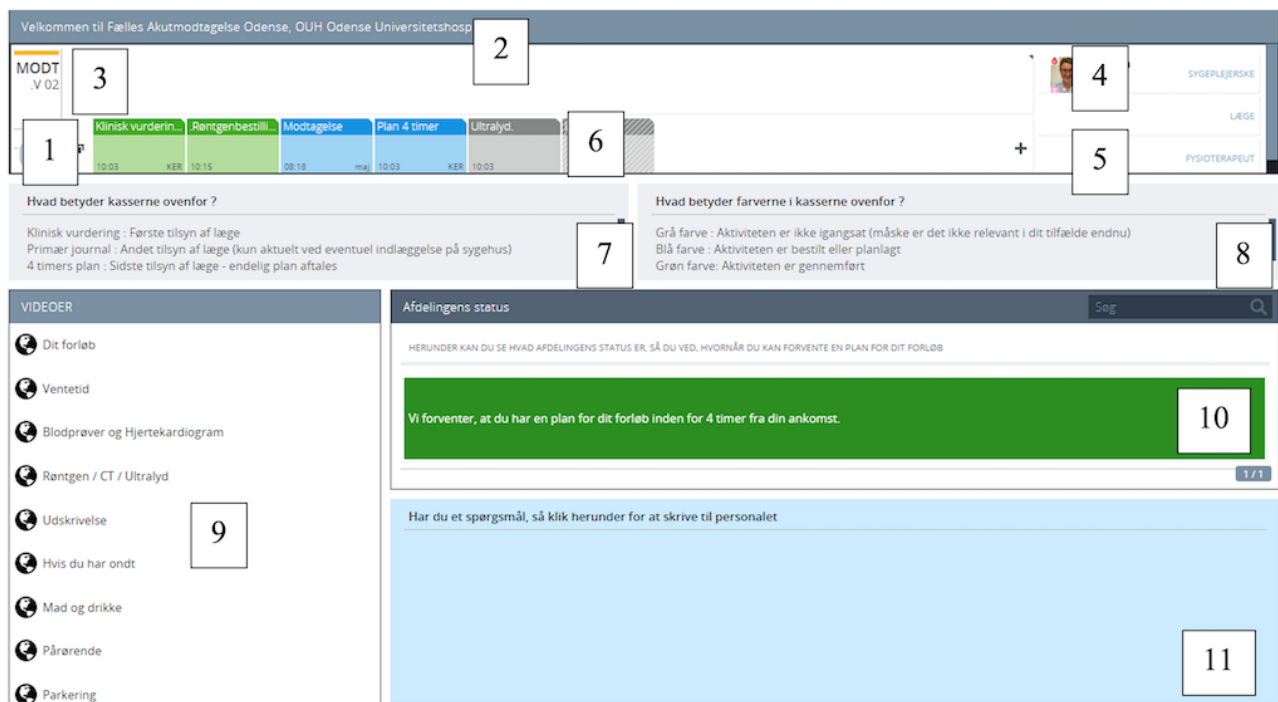 Velkommen til Fælles Akutmodtagelse Odense, OUH Odense Universitetshosp
2
MODT
.V 02
3
4
SYGEPLEJERSKE
LÆGE
1
Klinisk vurderin...
.Røntgenbestilli...
Modtagelse
Plan 4 timer
Ultralyd.
6
10:03 KER
10:15
08:18 maj
10:03 KER
10:03
+
5
FYSIOTERAPEUT
Hvad betyder kasserne ovenfor ?
Klinisk vurdering : Første tilsyn af læge
Primær journal : Andet tilsyn af læge (kun aktuelt ved eventuel indlæggelse på sygehus)
4 timers plan : Sidste tilsyn af læge - endelig plan aftales
7
Hvad betyder farverne i kasserne ovenfor ?
Grå farve : Aktiviteten er ikke igangsat (måske er det ikke relevant i dit tilfælde endnu)
Blå farve : Aktiviteten er bestilt eller planlagt
Grøn farve: Aktiviteten er gennemført
8
VIDEOER
Dit forløb
Ventetid
Blodprøver og Hjertekardiogram
Røntgen / CT / Ultralyd
Udskrivelse
9
Hvis du har ondt
Mad og drikke
Pårørende
Parkering
Afdelingens status
Søg
HERUNDER KAN DU SE HVAD AFDELINGENS STATUS ER, SÅ DU VED, HVORNÅR DU KAN FORVENTE EN PLAN FOR DIT FORLØB
Vi forventer, at du har en plan for dit forløb inden for 4 timer fra din ankomst.
10
1 / 1
Har du et spørgsmål, så klik herunder for at skrive til personalet
11